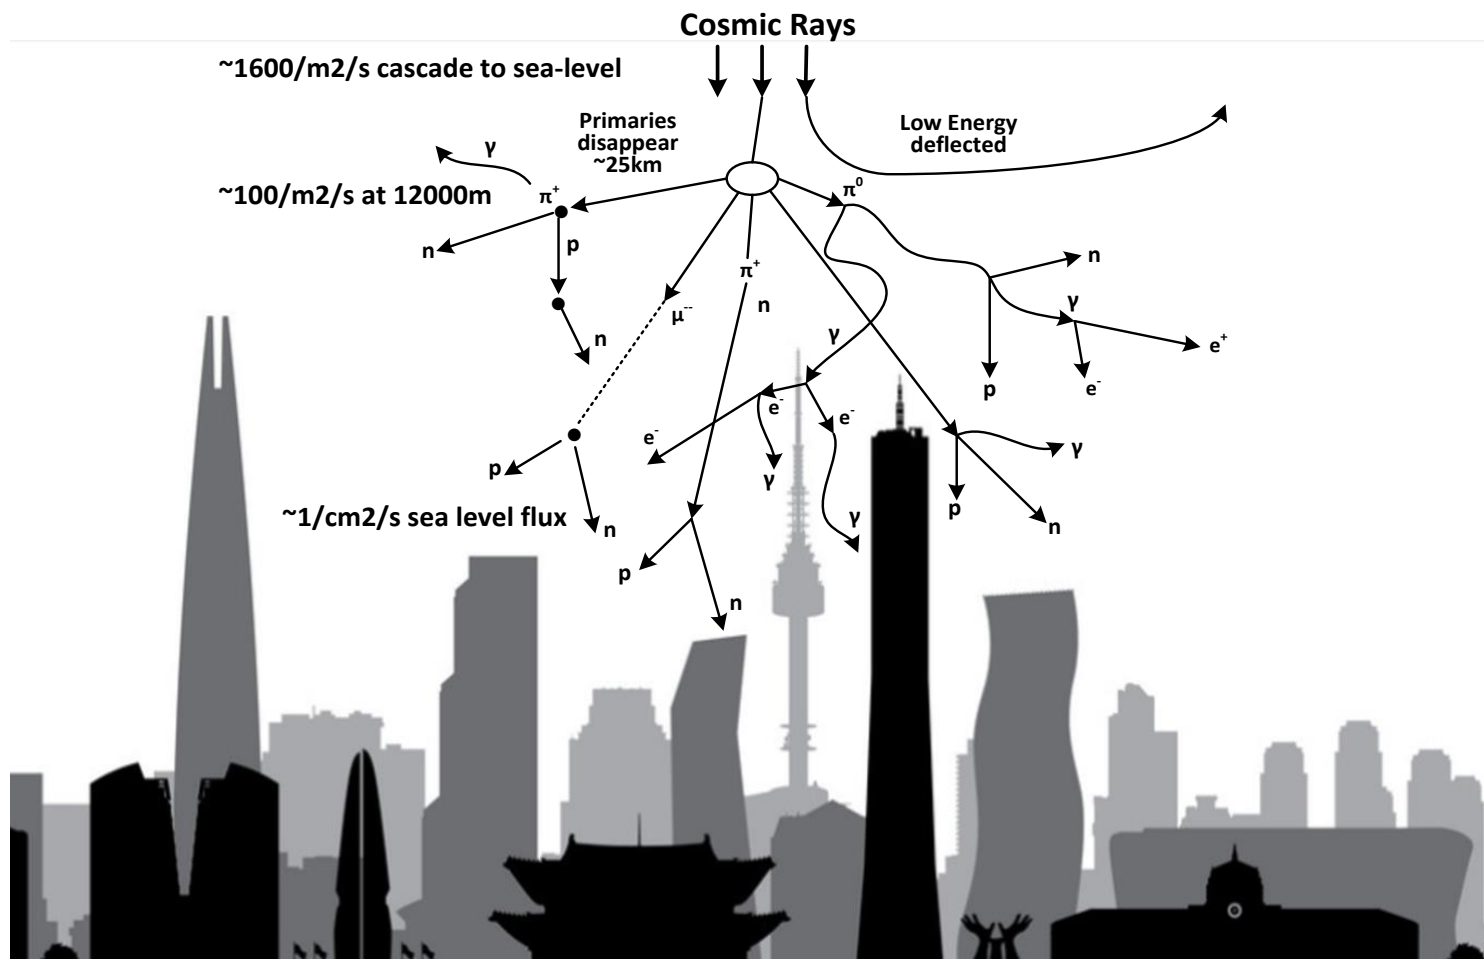 Cosmic Rays
~1600/m2/s cascade to sea-level
Primaries
disappear
~25km
Low Energy
deflected
γ
~100/m2/s at 12000m
π⁺
π⁰
n
p
n
π⁺
n
μ⁻⁻
n
γ
e⁺
p
e⁻
γ
n
e⁻
e⁻
e⁻
γ
p
γ
~1/cm2/s sea level flux
n
γ
p
n
p
n